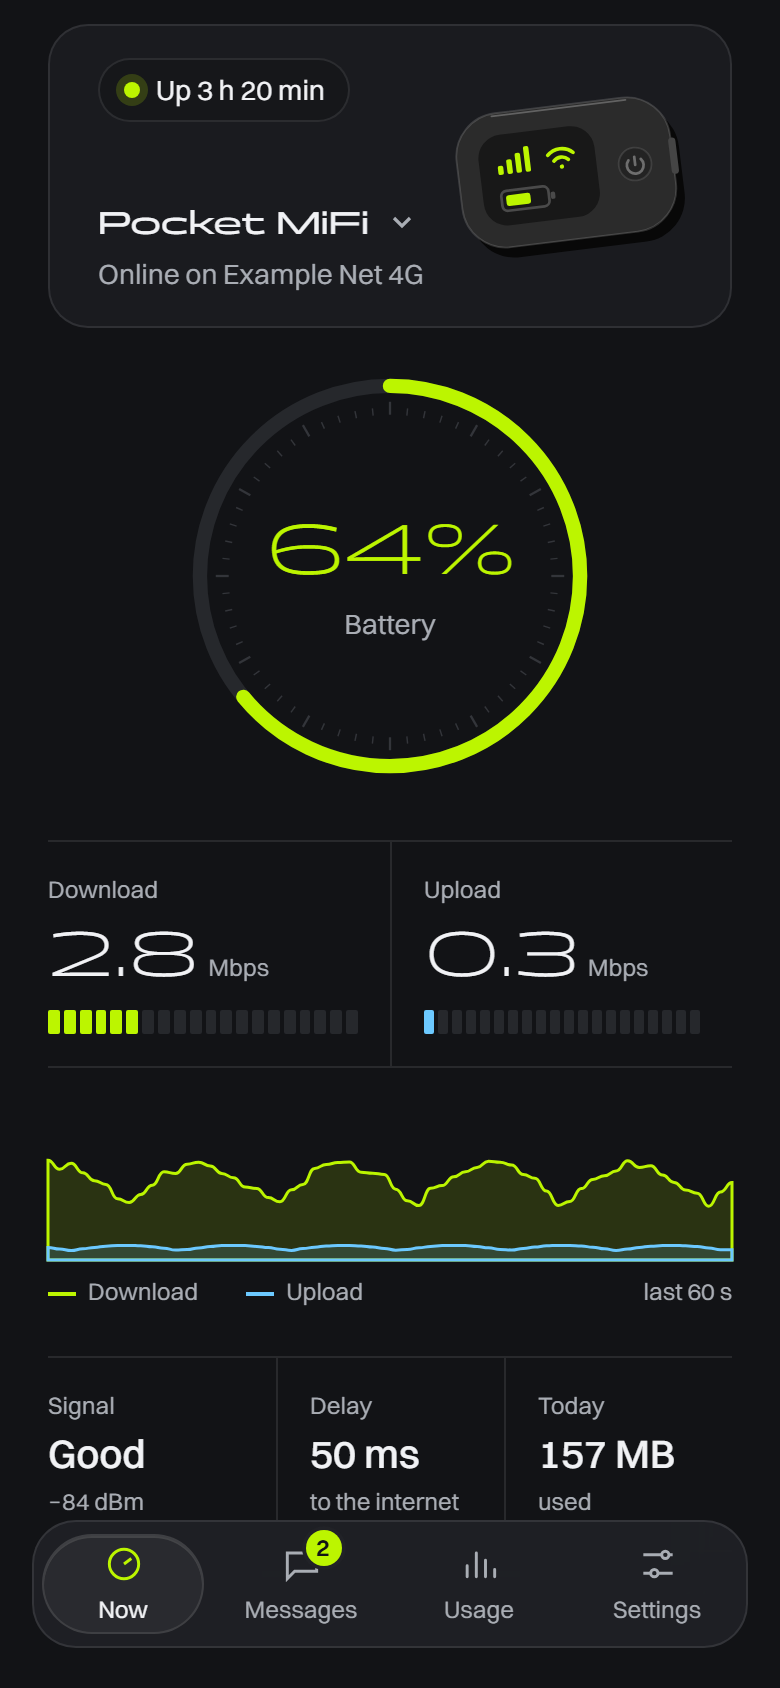 Up 3 h 20 min
Pocket MiFi
Online on Example Net 4G
64%
Battery
Download
2.8 Mbps
Upload
0.3 Mbps
Download
Upload
last 60 s
Signal
Good
−84 dBm
Delay
50 ms
to the internet
Today
157 MB
used
Now
2
Messages
Usage
Settings